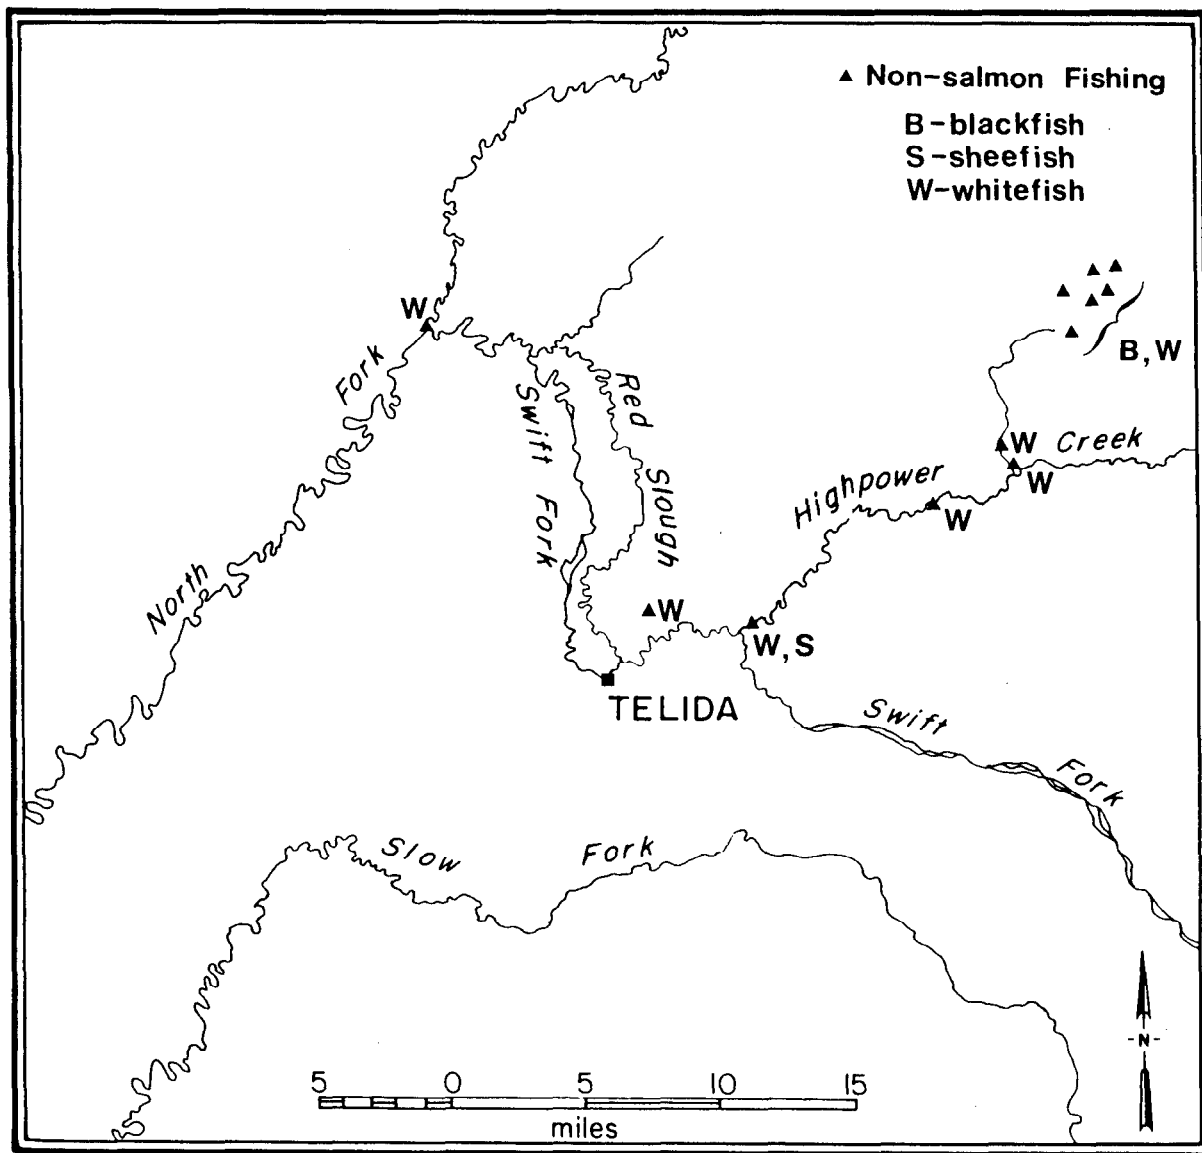 ▲ Non-salmon Fishing
B-blackfish
S-sheefish
W-whitefish
W
B, W
North Fork
Swift Fork
Red Slough
Highpower Creek
W
W
W
W
W, S
TELIDA
Swift Fork
Slow Fork
N
5 0 5 10 15
miles